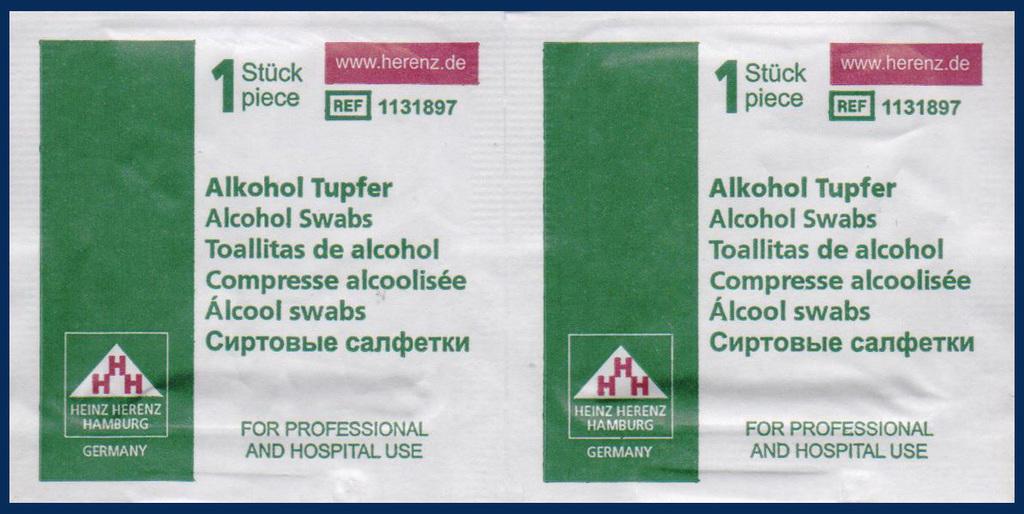 1 Stück
piece
www.herenz.de
REF 1131897
Alkohol Tupfer
Alcohol Swabs
Toallitas de alcohol
Compresse alcoolisée
Álcool swabs
Сиртовые салфетки
HHH
HEINZ HERENZ
HAMBURG
GERMANY
FOR PROFESSIONAL
AND HOSPITAL USE
1 Stück
piece
www.herenz.de
REF 1131897
Alkohol Tupfer
Alcohol Swabs
Toallitas de alcohol
Compresse alcoolisée
Álcool swabs
Сиртовые салфетки
HHH
HEINZ HERENZ
HAMBURG
GERMANY
FOR PROFESSIONAL
AND HOSPITAL USE